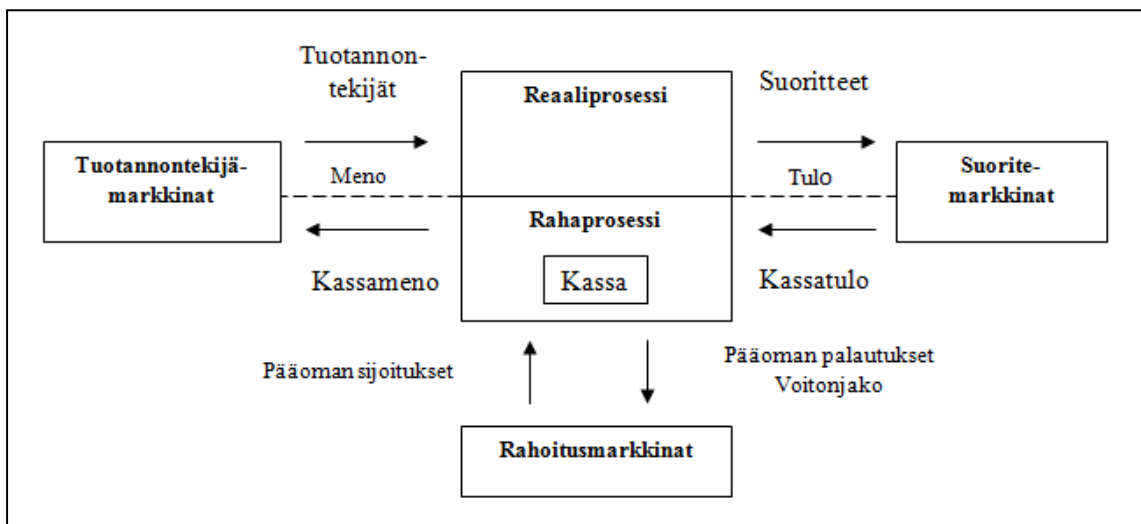 Tuotannon-
tekijät
Reaaliprosessi
Suoritteet
Tuotannontekijä-
markkinat
Meno
Tulo
Suorite-
markkinat
Rahaprosessi
Kassameno
Kassa
Kassatulo
Pääoman sijoitukset
Pääoman palautukset
Voitonjako
Rahoitusmarkkinat